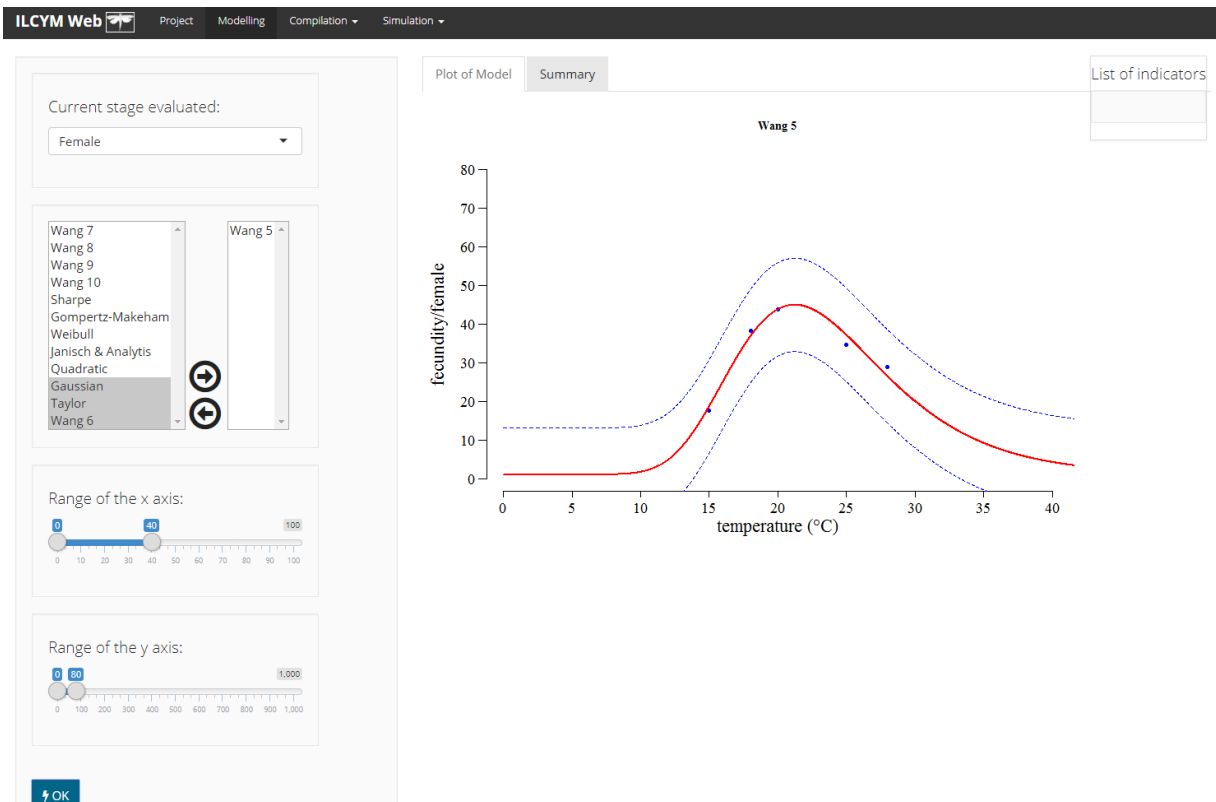 ILCYM Web Project Modelling Compilation Simulation
Current stage evaluated:
Female
Wang 7
Wang 8
Wang 9
Wang 10
Sharpe
Gompertz-Makeham
Weibull
Janisch & Analytis
Quadratic
Gaussian
Taylor
Wang 6
Wang 5
Range of the x axis:
0 40 100
0 10 20 30 40 50 60 70 80 90 100
Range of the y axis:
0 80 1,000
0 100 200 300 400 500 600 700 800 900 1,000
OK
Plot of Model Summary
List of indicators
Wang 5
fecundity/female
80
70
60
50
40
30
20
10
0
0 5 10 15 20 25 30 35 40
temperature (°C)